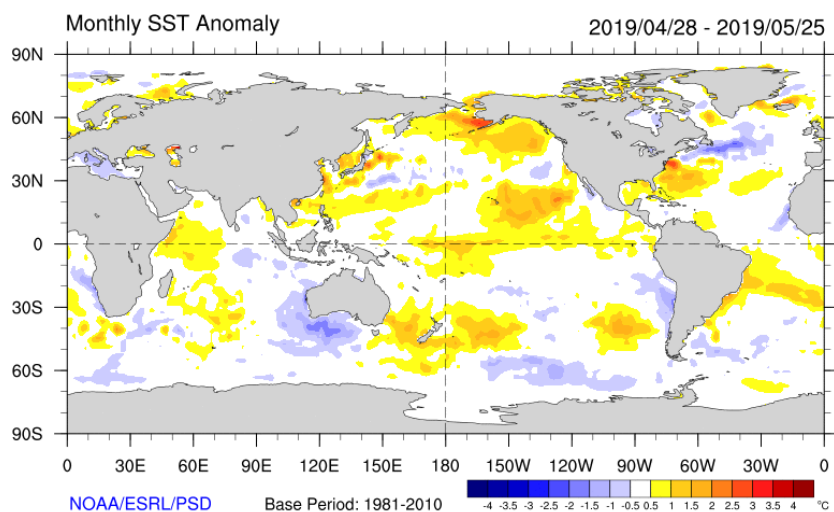 Monthly SST Anomaly 2019/04/28 - 2019/05/25
90N
60N
30N
0
30S
60S
90S
0 30E 60E 90E 120E 150E 180 150W 120W 90W 60W 30W 0
NOAA/ESRL/PSD Base Period: 1981-2010
-4 -3.5 -3 -2.5 -2 -1.5 -1 -0.5 0.5 1 1.5 2 2.5 3 3.5 4 °C